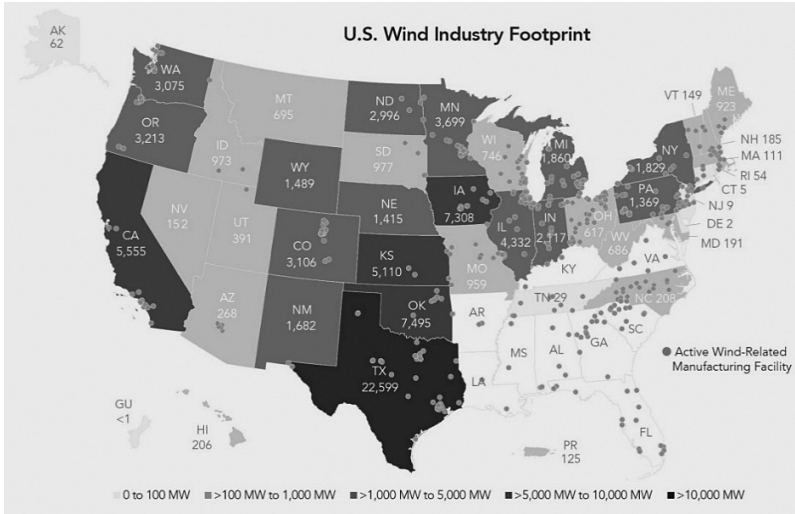 U.S. Wind Industry Footprint
AK
62
WA
3,075
OR
3,213
CA
5,555
ID
973
NV
152
MT
695
WY
1,489
UT
391
AZ
268
CO
3,106
NM
1,682
ND
2,996
SD
977
NE
1,415
KS
5,110
OK
7,495
TX
22,599
MN
3,699
IA
7,308
MO
959
AR
LA
WI
746
IL
4,332
MI
1,860
IN
2,117
OH
617
KY
TN 29
MS
AL
GA
FL
SC
NC 208
VA
WV
686
PA
1,369
NY
1,829
VT 149
ME
923
NH 185
MA 111
RI 54
CT 5
NJ 9
DE 2
MD 191
Active Wind-Related
Manufacturing Facility
GU
<1
HI
206
PR
125
0 to 100 MW >100 MW to 1,000 MW >1,000 MW to 5,000 MW >5,000 MW to 10,000 MW >10,000 MW